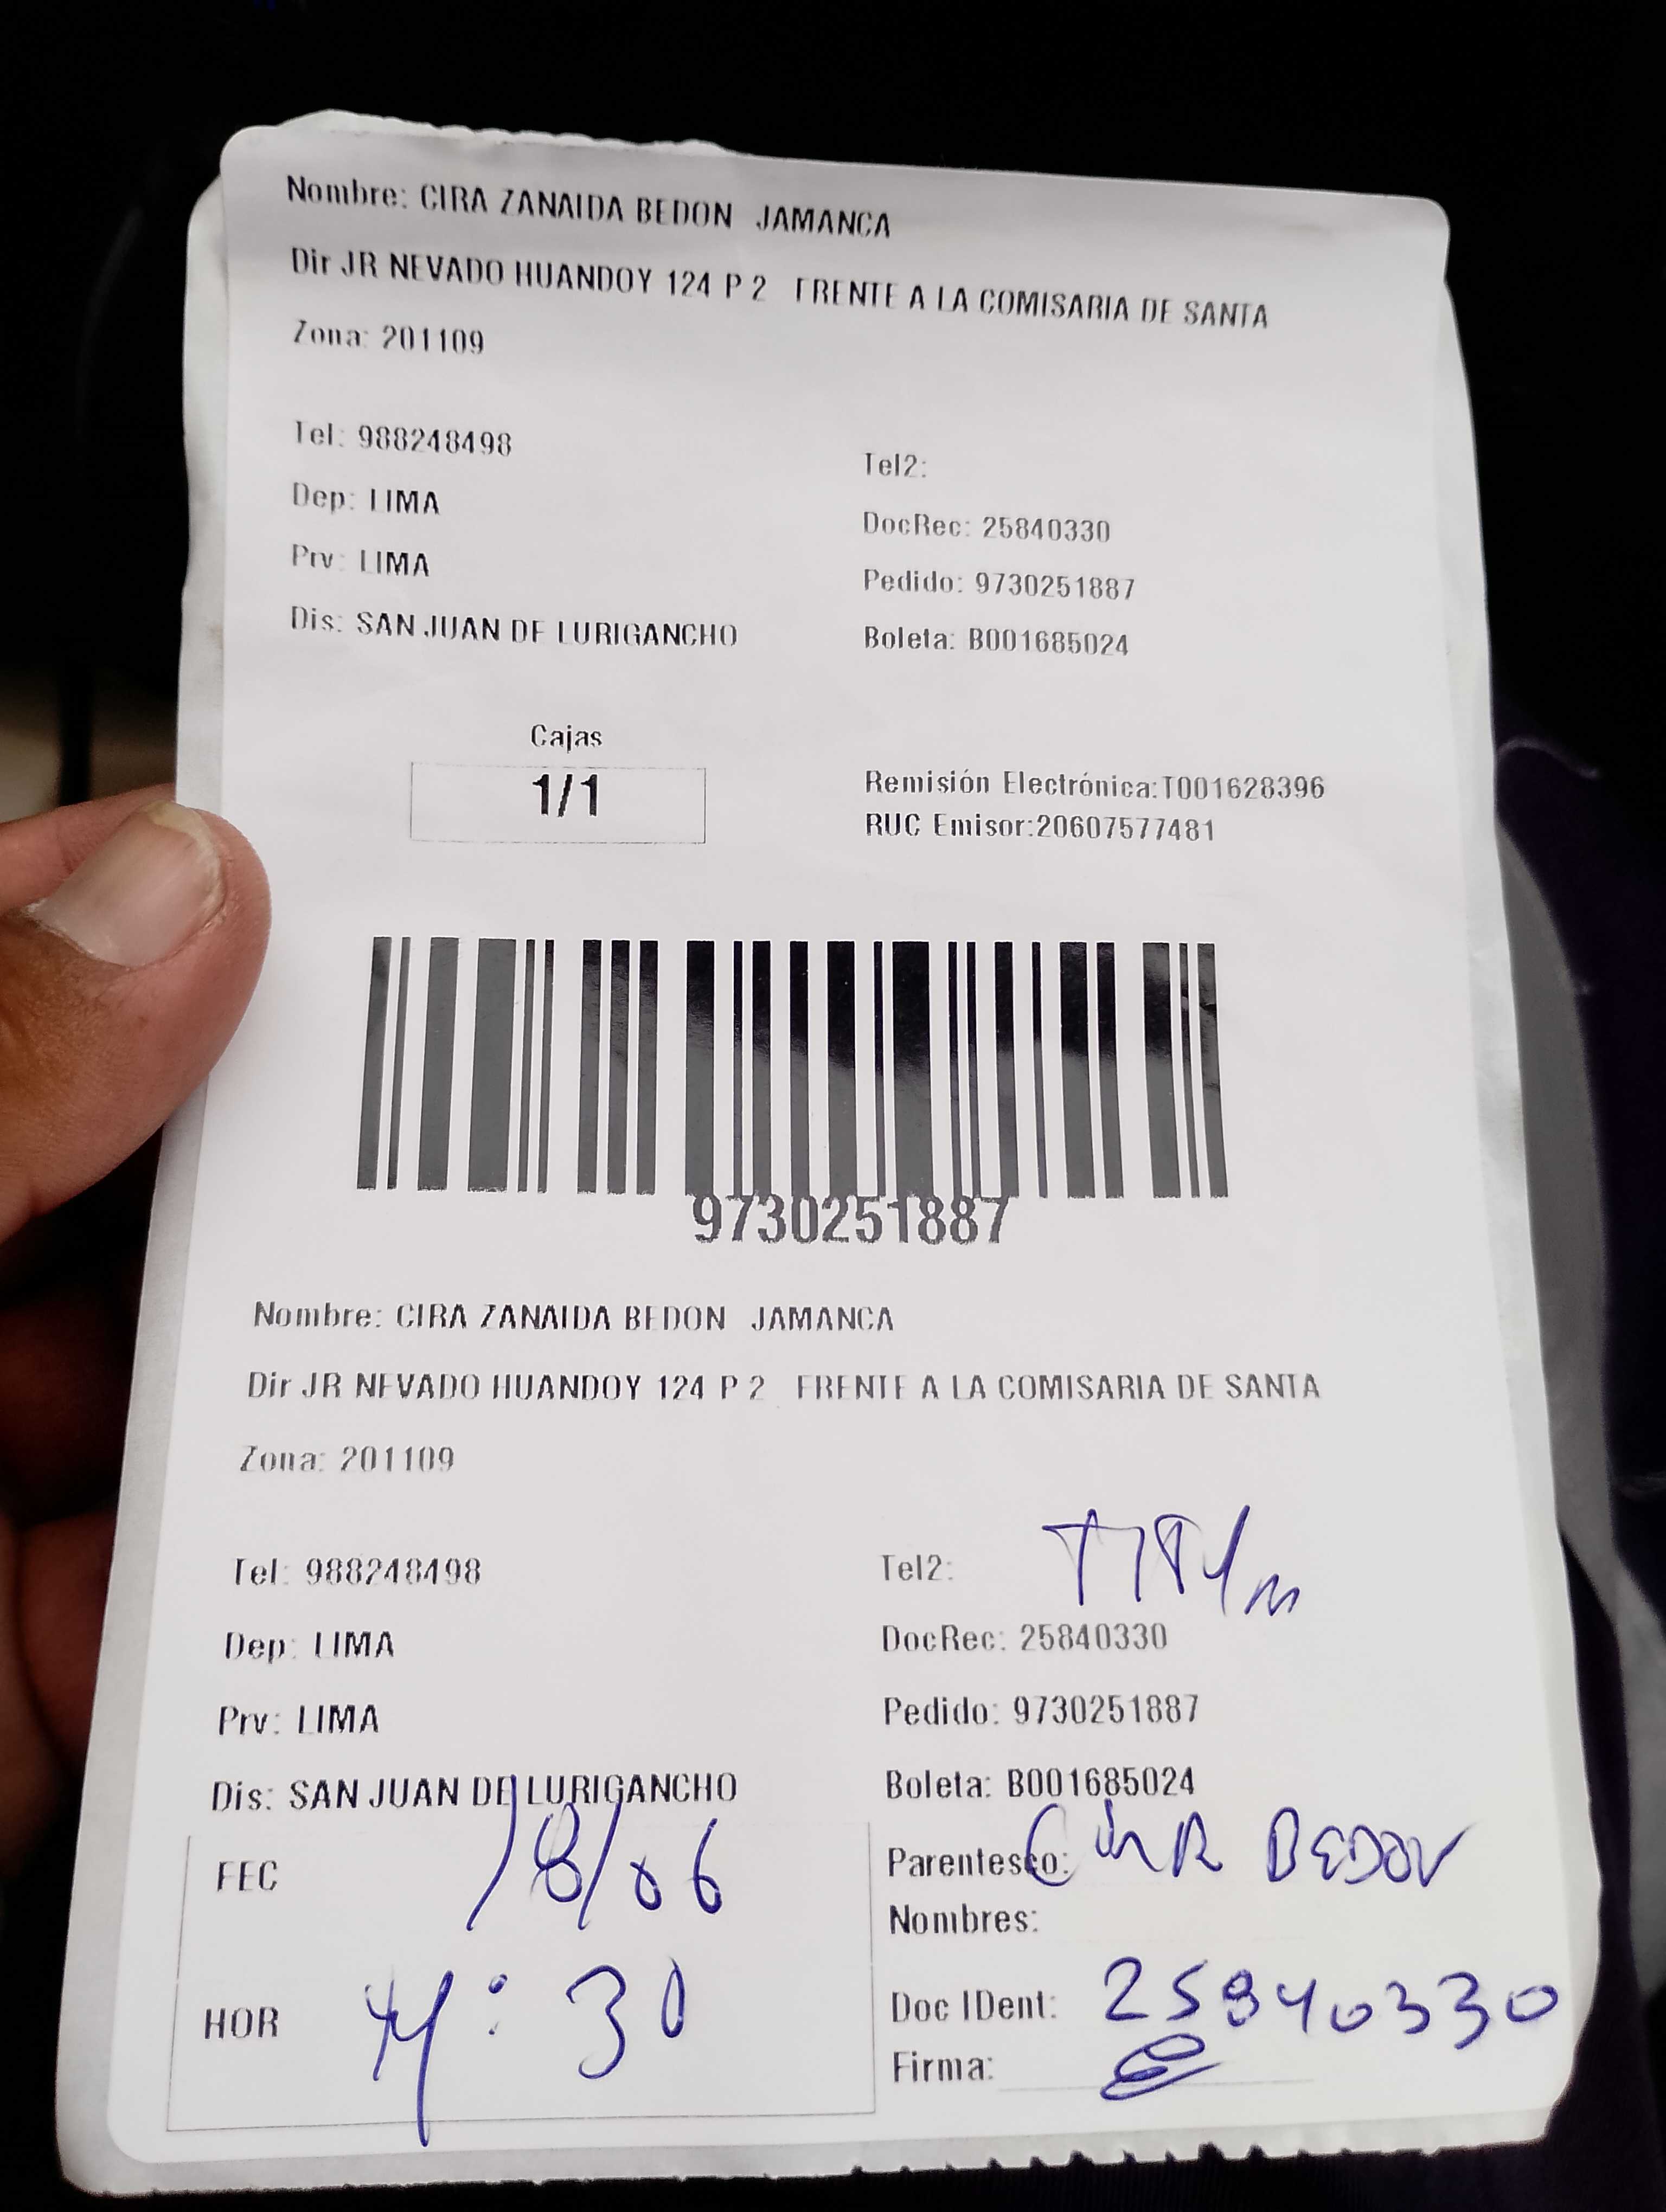 Nombre: CIRA ZANAIDA BEDON JAMANCA
Dir JR NEVADO HUANDOY 124 P 2 FRENTE A LA COMISARIA DE SANTA
Zona: 201109
Tel: 988248498
Tel2:
Dep: LIMA
DocRec: 25840330
Prv: LIMA
Pedido: 9730251887
Dis: SAN JUAN DE LURIGANCHO
Boleta: B001685024
Cajas
1/1
Remisión Electrónica:T001628396
RUC Emisor:20607577481
9730251887
Nombre: CIRA ZANAIDA BEDON JAMANCA
Dir JR NEVADO HUANDOY 124 P 2 FRENTE A LA COMISARIA DE SANTA
Zona: 201109
Tel: 988248498
Tel2:
Dep: LIMA
DocRec: 25840330
Prv: LIMA
Pedido: 9730251887
Dis: SAN JUAN DE LURIGANCHO
Boleta: B001685024
FEC 18/06
Parentesco: BEDON
Nombres:
HOR 4:30
Doc IDent: 25840330
Firma: